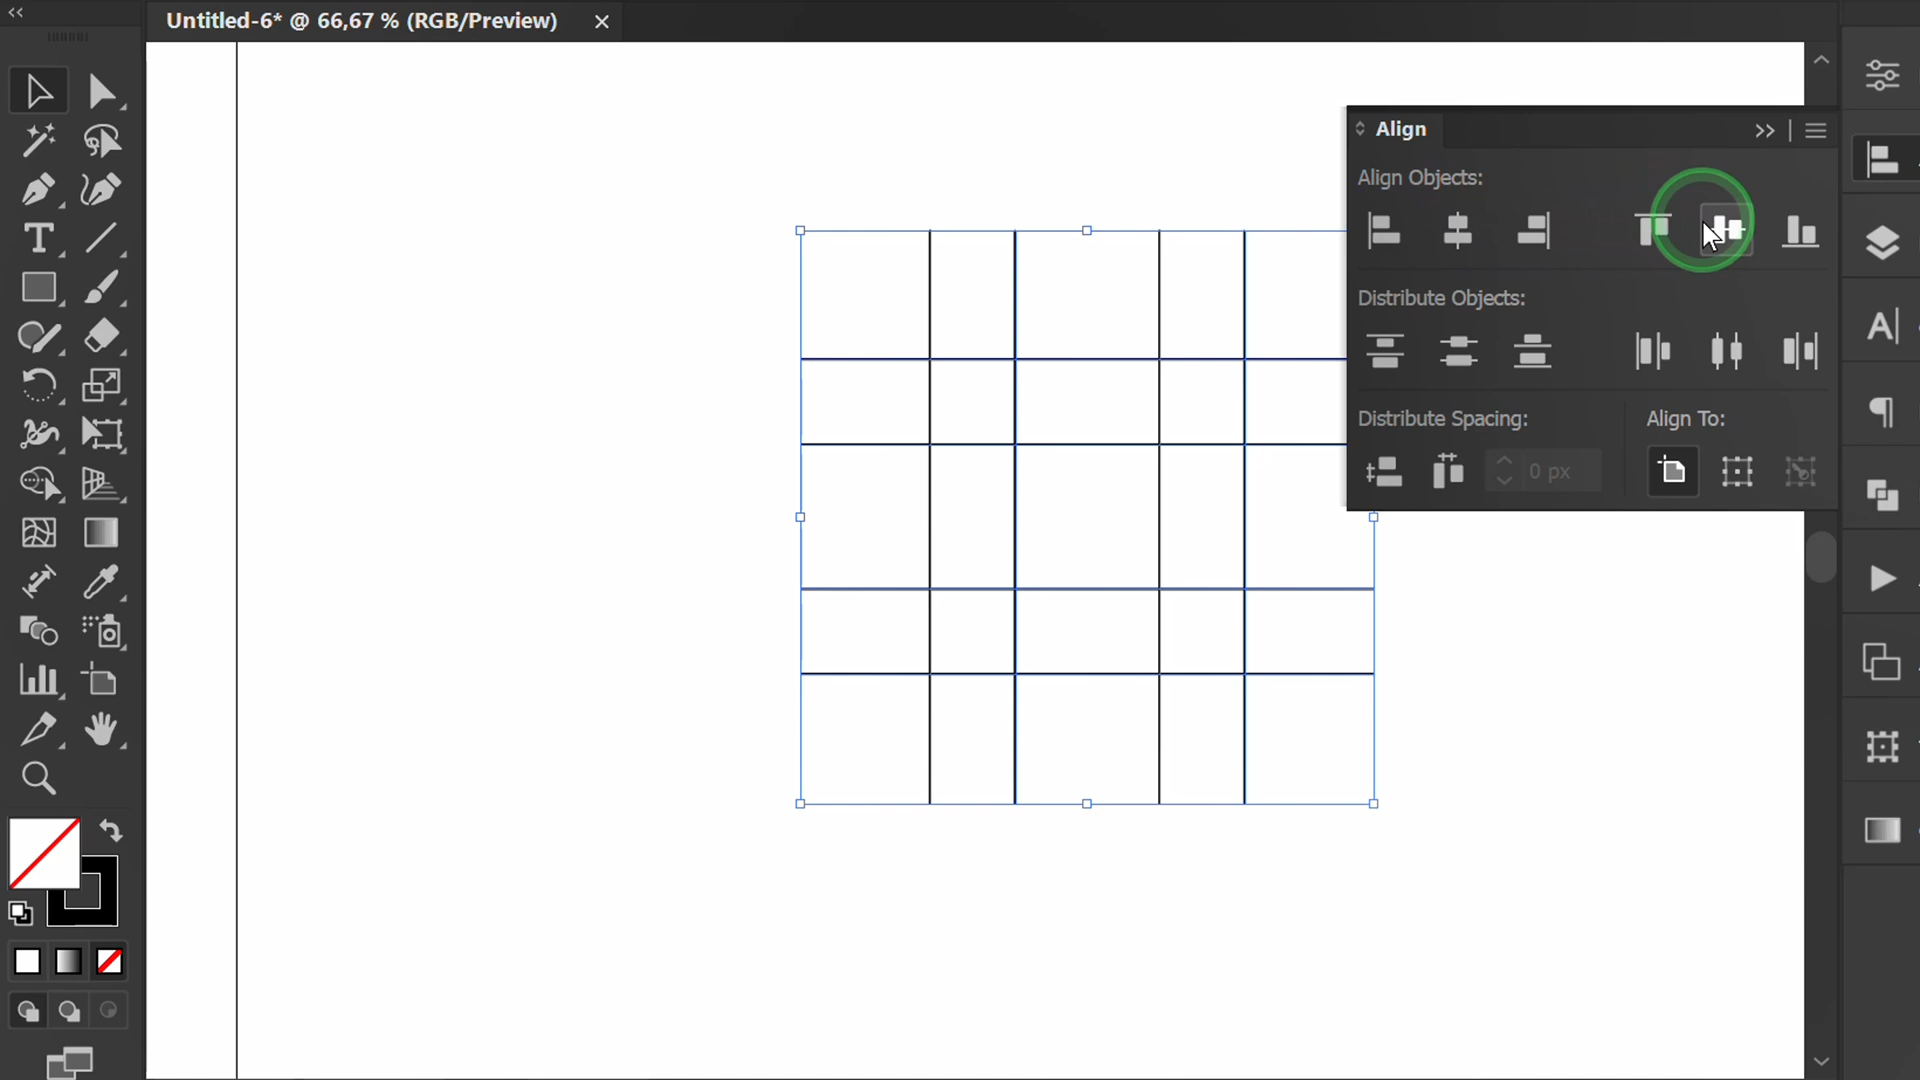 Untitled-6* @ 66,67 % (RGB/Preview)
Align
Align Objects:
Distribute Objects:
Distribute Spacing:
Align To:
0 px